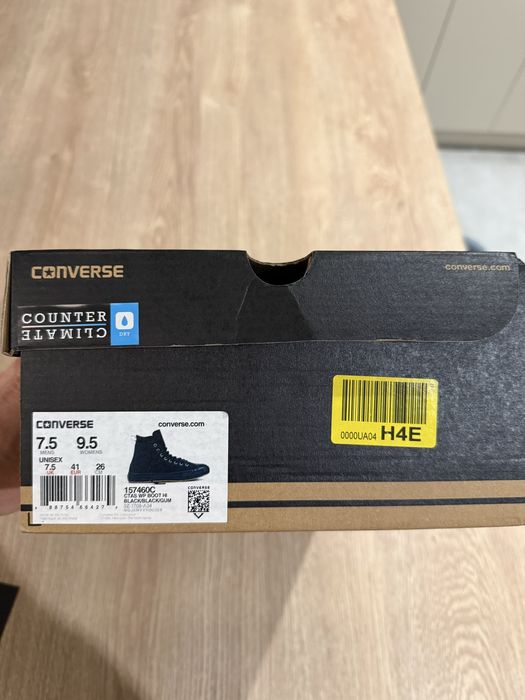 CONVERSE
converse.com
COUNTER
CLIMATE
DRY
0000UA04 H4E
CONVERSE converse.com
7.5 9.5
MENS WOMENS
UNISEX
7.5 41 26
UK EUR CM
157460C
CTAS WP BOOT HI
BLACK/BLACK/GUM
CONVERSE